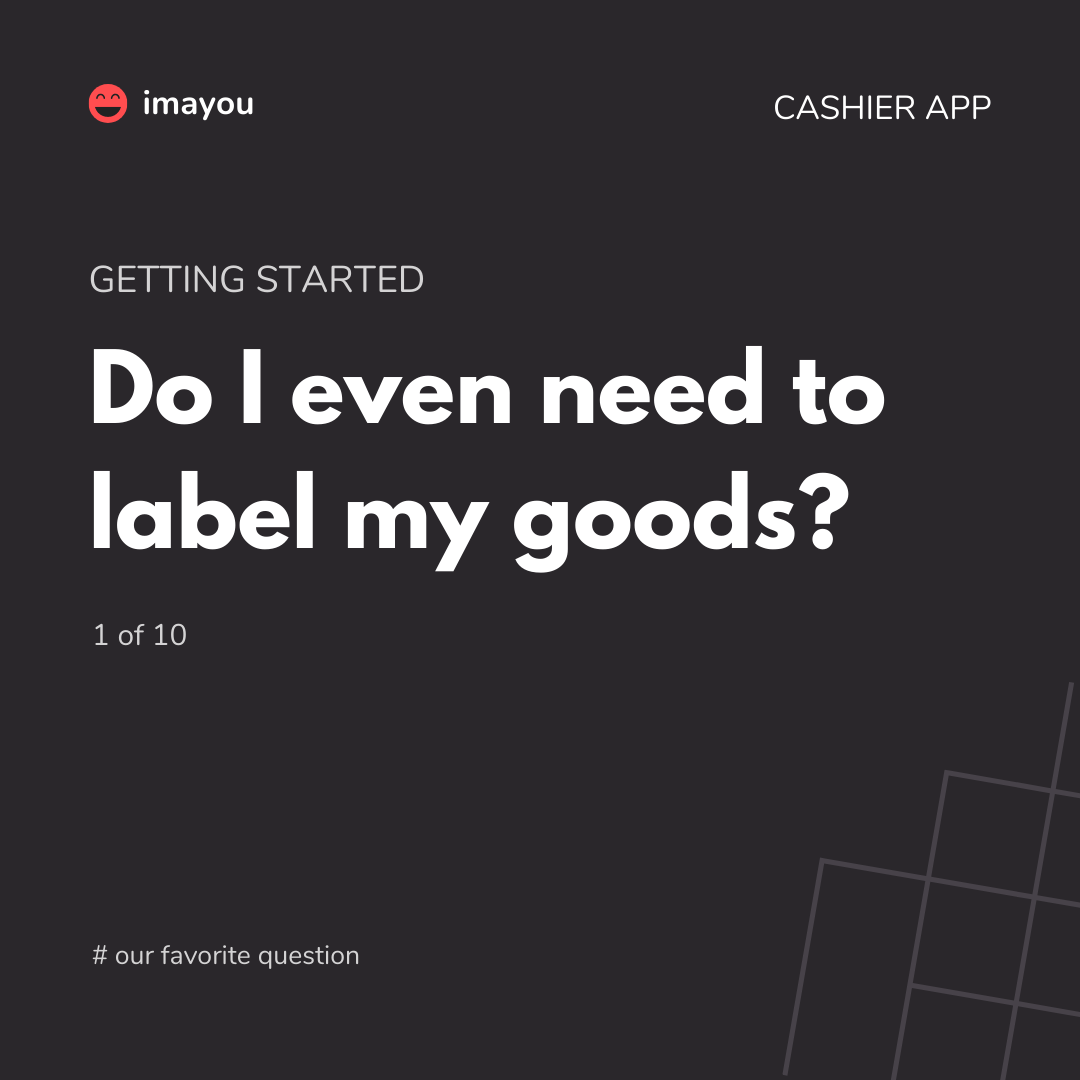 imayou
CASHIER APP
GETTING STARTED
Do I even need to
label my goods?
1 of 10
# our favorite question